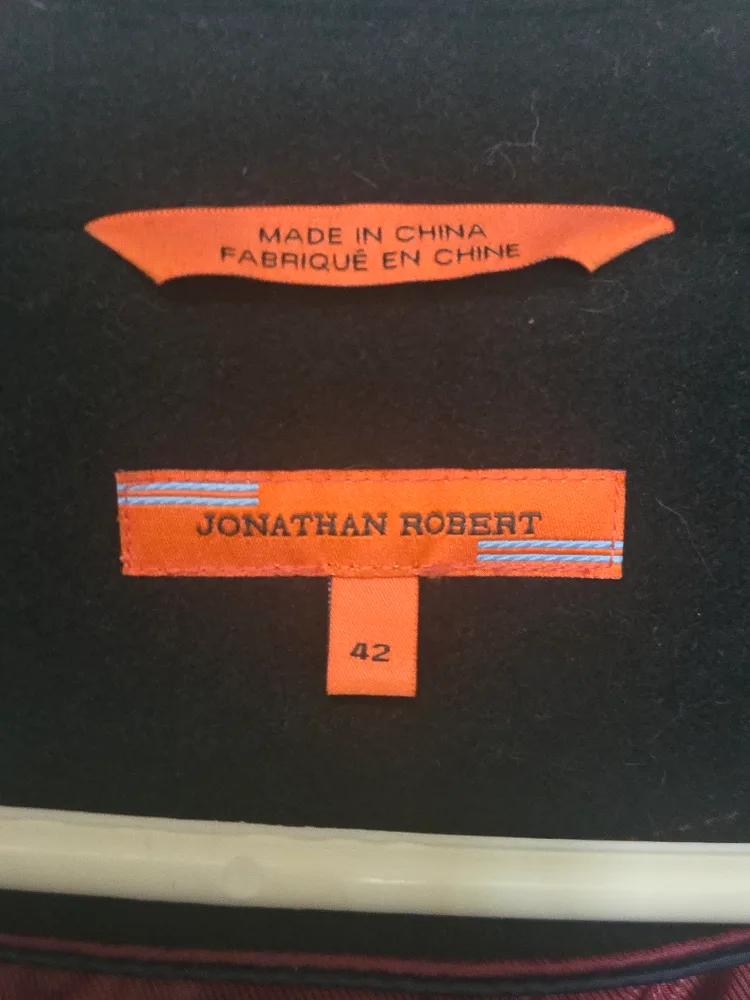 MADE IN CHINA
FABRIQUÉ EN CHINE
JONATHAN ROBERT
42